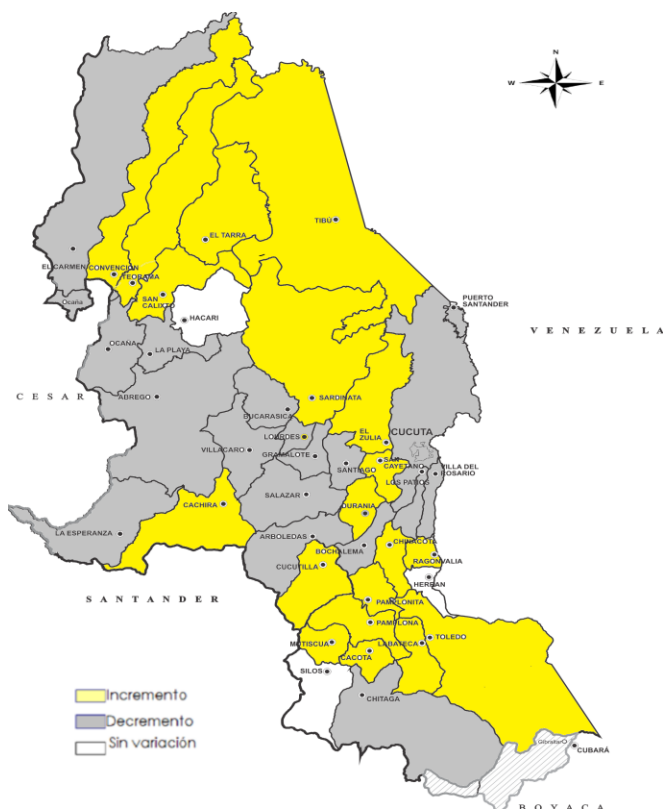 N
W
E
S
TIBÚ
EL TARRA
EL CARMEN
CONVENCIÓN
TEORAMA
SAN
CALIXTO
Ocaña
HACARI
PUERTO
SANTANDER
VENEZUELA
OCAÑA
LA PLAYA
CESAR
ABREGO
SARDINATA
BUCARASICA
LOURDES
EL
ZULIA
CUCUTA
VILLACARO
GRAMALOTE
SANTIAGO
SAN
CAYETANO
VILLA DEL
ROSARIO
LOS PATIOS
SALAZAR
CACHIRA
DURANIA
LA ESPERANZA
ARBOLEDAS
BOCHALEMA
CHINACOTA
RAGONVALIA
CUCUTILLA
HERRAN
SANTANDER
PAMPLONITA
PAMPLONA
TOLEDO
MUTISCUA
LABATECA
CACOTA
SILOS
CHITAGA
Incremento
Decremento
Sin variación
Gibraltar
CUBARÁ
BOYACA